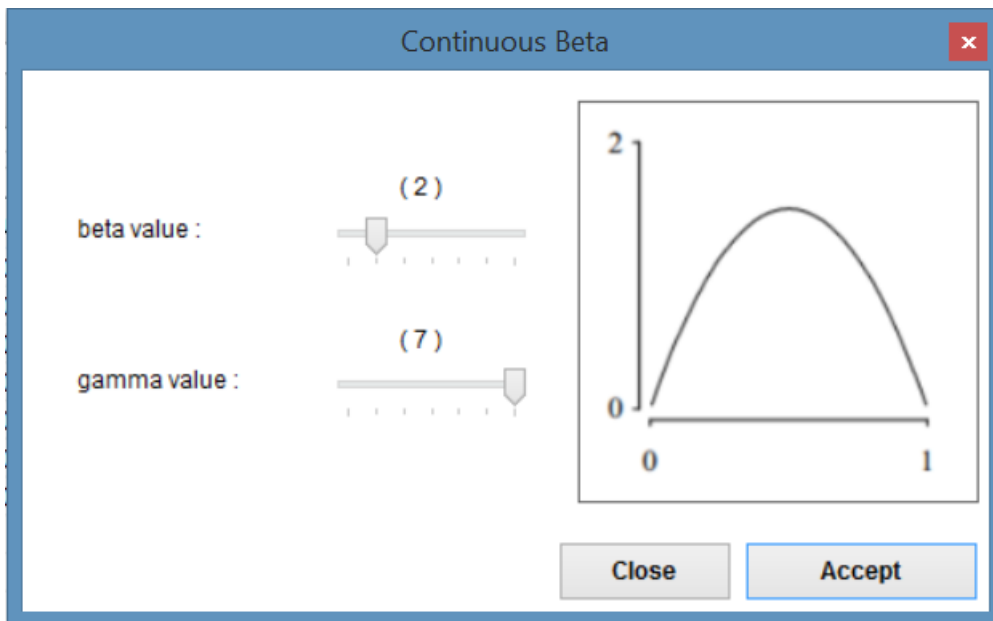 Continuous Beta
x
( 2 )
beta value :
( 7 )
gamma value :
2
0
0 1
Close Accept